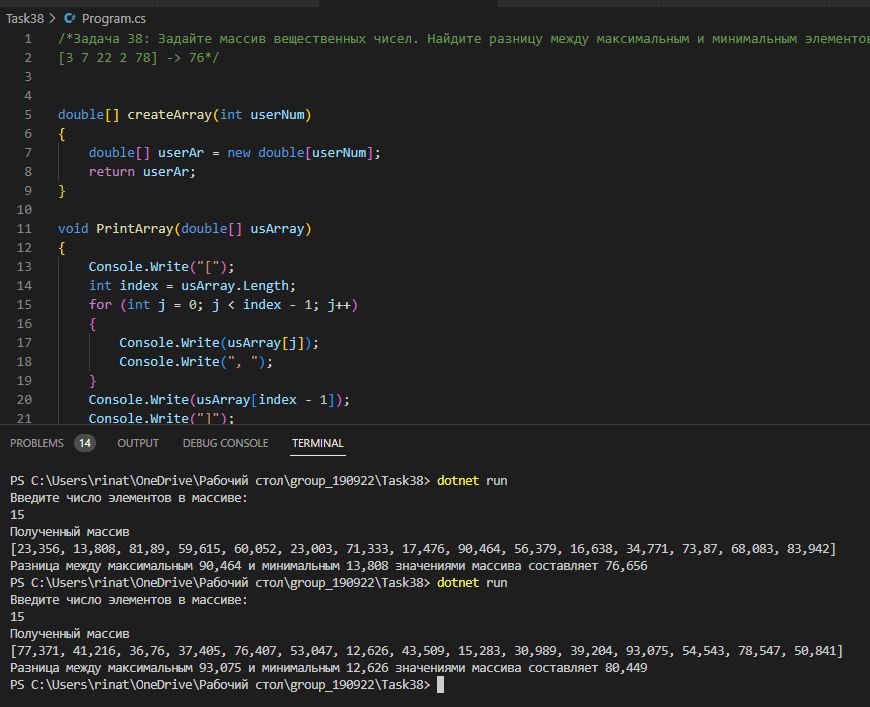 Task38 > C# Program.cs
1 /*Задача 38: Задайте массив вещественных чисел. Найдите разницу между максимальным и минимальным элементов
2 [3 7 22 2 78] -> 76*/
3
4
5 double[] createArray(int userNum)
6 {
7 double[] userAr = new double[userNum];
8 return userAr;
9 }
10
11 void PrintArray(double[] usArray)
12 {
13 Console.Write("[");
14 int index = usArray.Length;
15 for (int j = 0; j < index - 1; j++)
16 {
17 Console.Write(usArray[j]);
18 Console.Write(", ");
19 }
20 Console.Write(usArray[index - 1]);
21 Console.Write("]");
PROBLEMS 14 OUTPUT DEBUG CONSOLE TERMINAL
PS C:\Users\rinat\OneDrive\Рабочий стол\group_190922\Task38> dotnet run
Введите число элементов в массиве:
15
Полученный массив
[23,356, 13,808, 81,89, 59,615, 60,052, 23,003, 71,333, 17,476, 90,464, 56,379, 16,638, 34,771, 73,87, 68,083, 83,942]
Разница между максимальным 90,464 и минимальным 13,808 значениями массива составляет 76,656
PS C:\Users\rinat\OneDrive\Рабочий стол\group_190922\Task38> dotnet run
Введите число элементов в массиве:
15
Полученный массив
[77,371, 41,216, 36,76, 37,405, 76,407, 53,047, 12,626, 43,509, 15,283, 30,989, 39,204, 93,075, 54,543, 78,547, 50,841]
Разница между максимальным 93,075 и минимальным 12,626 значениями массива составляет 80,449
PS C:\Users\rinat\OneDrive\Рабочий стол\group_190922\Task38>